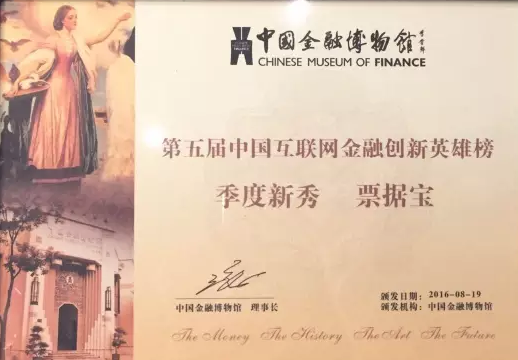 中國金融博物館
CHINESE MUSEUM OF FINANCE
第五届中国互联网金融创新英雄榜
季度新秀 票据宝
中国金融博物馆 理事长
颁发日期：2016-08-19
颁发机构：中国金融博物馆
The Money The History The Art The Future